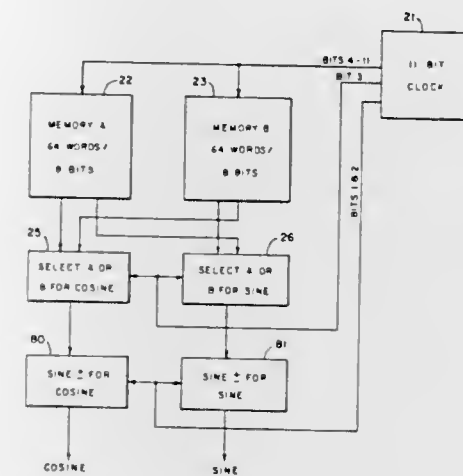 21
BITS 4-11
11 BIT
CLOCK
BIT 3
22
23
MEMORY A
64 WORDS/
8 BITS
MEMORY B
64 WORDS/
8 BITS
BITS 1 & 2
25
26
SELECT A OR
B FOR COSINE
SELECT A OR
B FOR SINE
80
81
SINE ± FOR
COSINE
SINE ± FOR
SINE
COSINE
SINE